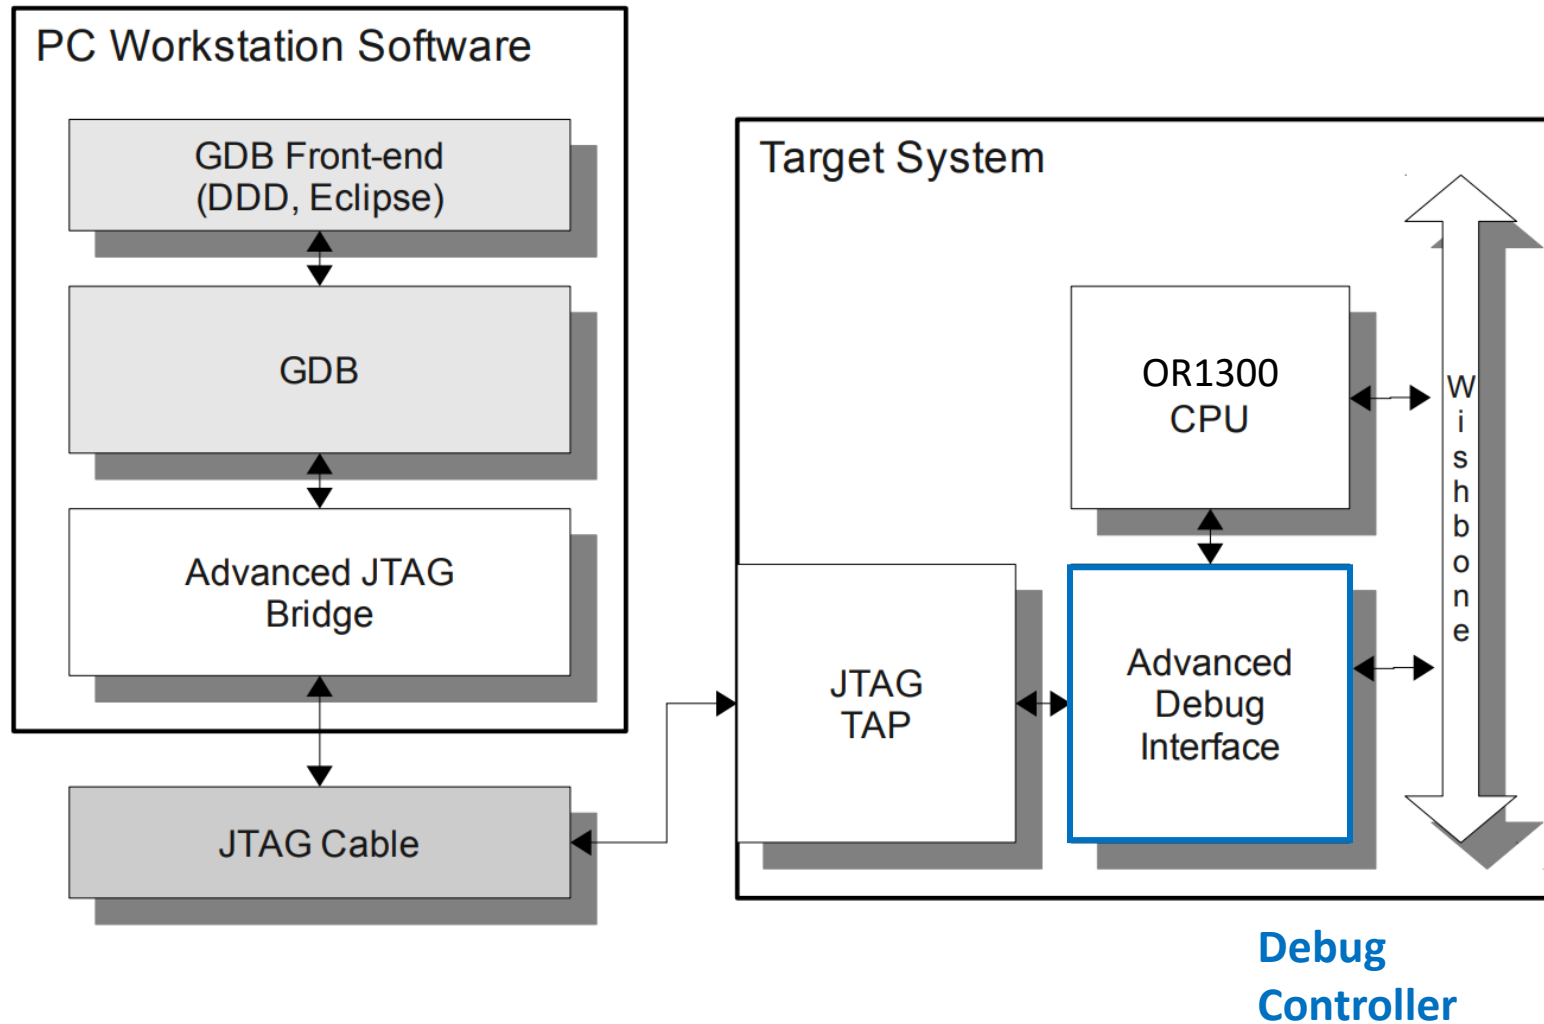 PC Workstation Software
GDB Front-end
(DDD, Eclipse)
GDB
Advanced JTAG
Bridge
JTAG Cable
Target System
OR1300
CPU
JTAG
TAP
Advanced
Debug
Interface
Wishbone
Debug
Controller